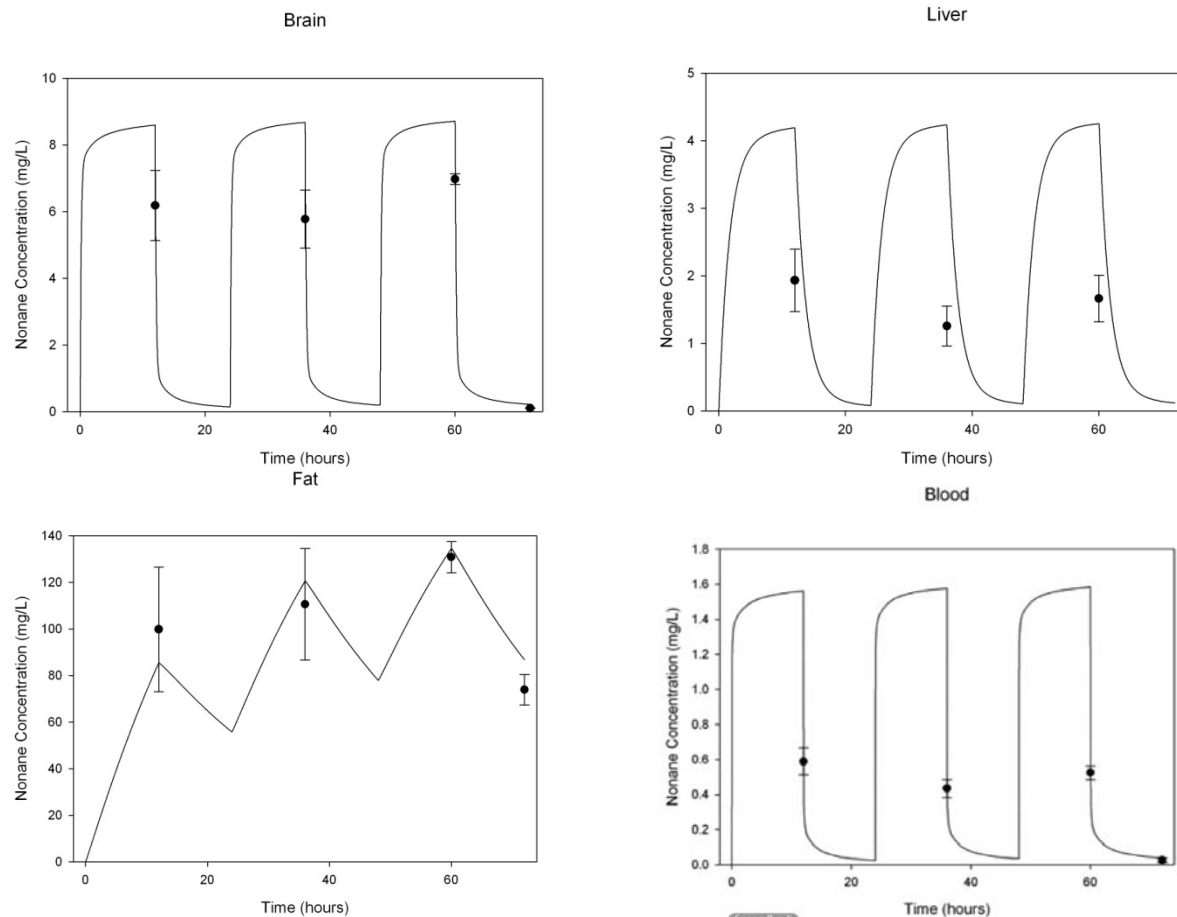 Brain
Nonane Concentration (mg/L)
10
8
6
4
2
0
0 20 40 60
Time (hours)
Liver
Nonane Concentration (mg/L)
5
4
3
2
1
0
0 20 40 60
Time (hours)
Fat
Nonane Concentration (mg/L)
140
120
100
80
60
40
20
0
0 20 40 60
Time (hours)
Blood
Nonane Concentration (mg/L)
1.8
1.6
1.4
1.2
1.0
0.8
0.6
0.4
0.2
0.0
0 20 40 60
Time (hours)